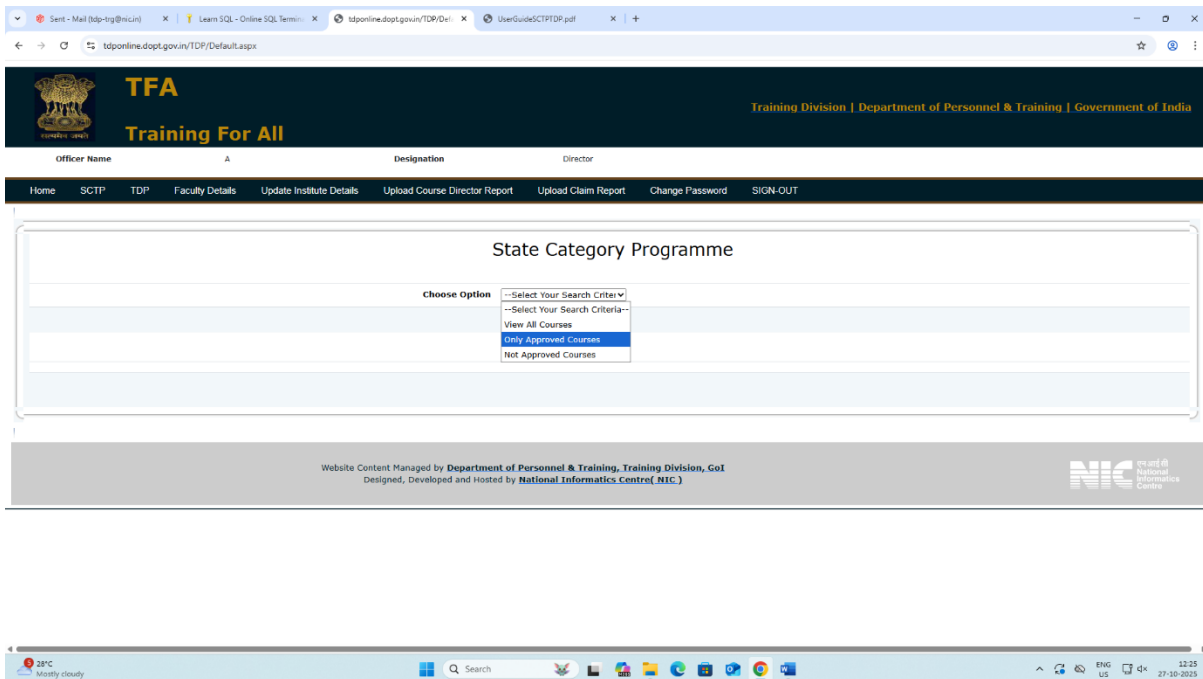 Sent - Mail (tdp-trg@nic.in)
Learn SQL - Online SQL Termin
tdponline.dopt.gov.in/TDP/Def
UserGuideSCTPTDP.pdf
tdponline.dopt.gov.in/TDP/Default.aspx
सत्यमेव जयते
TFA
Training For All
Training Division | Department of Personnel & Training | Government of India
Officer Name A Designation Director
Home SCTP TDP Faculty Details Update Institute Details Upload Course Director Report Upload Claim Report Change Password SIGN-OUT
State Category Programme
Choose Option --Select Your Search Criter
--Select Your Search Criteria--
View All Courses
Only Approved Courses
Not Approved Courses
Website Content Managed by Department of Personnel & Training, Training Division, GoI
Designed, Developed and Hosted by National Informatics Centre( NIC )
NIC
एन आई सी
National
Informatics
Centre
28°C
Mostly cloudy
Search
ENG
US
12:25
27-10-2025